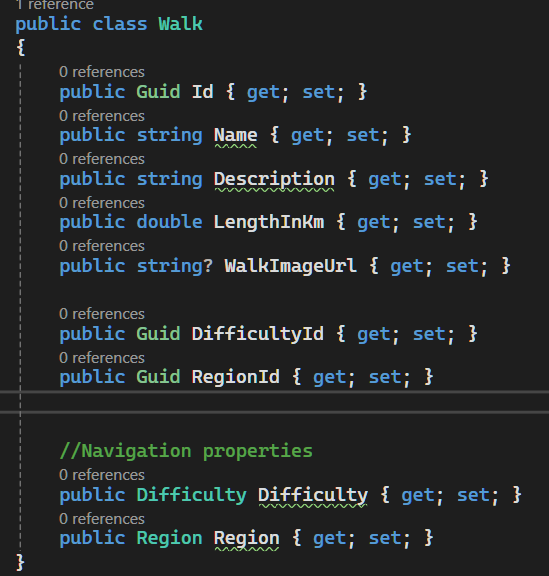 1 reference
public class Walk
{
0 references
public Guid Id { get; set; }
0 references
public string Name { get; set; }
0 references
public string Description { get; set; }
0 references
public double LengthInKm { get; set; }
0 references
public string? WalkImageUrl { get; set; }
0 references
public Guid DifficultyId { get; set; }
0 references
public Guid RegionId { get; set; }
//Navigation properties
0 references
public Difficulty Difficulty { get; set; }
0 references
public Region Region { get; set; }
}